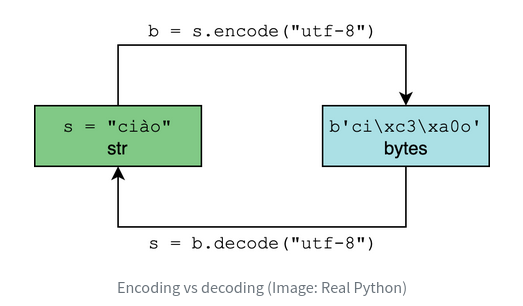 b = s.encode("utf-8")
s = "ciào"
str
b'ci\xc3\xa0o'
bytes
s = b.decode("utf-8")
Encoding vs decoding (Image: Real Python)